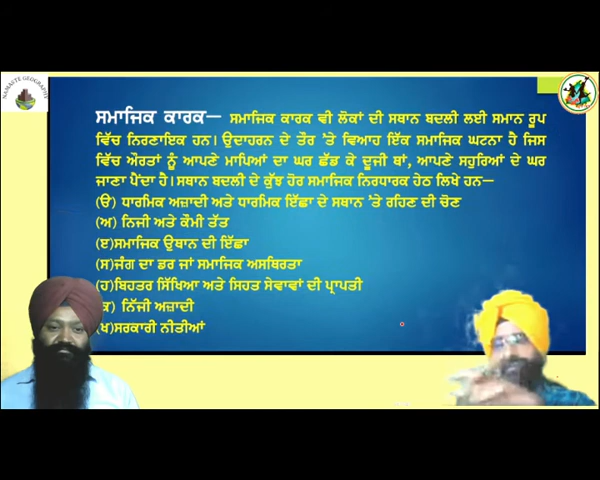 NAMASTE GEOGRAPHY
ਸਮਾਜਿਕ ਕਾਰਕ— ਸਮਾਜਿਕ ਕਾਰਕ ਵੀ ਲੋਕਾਂ ਦੀ ਸਥਾਨ ਬਦਲੀ ਲਈ ਸਮਾਨ ਰੂਪ
ਵਿੱਚ ਨਿਰਣਾਇਕ ਹਨ। ਉਦਾਹਰਨ ਦੇ ਤੌਰ 'ਤੇ ਵਿਆਹ ਇੱਕ ਸਮਾਜਿਕ ਘਟਨਾ ਹੈ ਜਿਸ
ਵਿੱਚ ਔਰਤਾਂ ਨੂੰ ਆਪਣੇ ਮਾਪਿਆਂ ਦਾ ਘਰ ਛੱਡ ਕੇ ਦੂਜੀ ਥਾਂ, ਆਪਣੇ ਸਹੁਰਿਆਂ ਦੇ ਘਰ
ਜਾਣਾ ਪੈਂਦਾ ਹੈ। ਸਥਾਨ ਬਦਲੀ ਦੇ ਕੁੱਝ ਹੋਰ ਸਮਾਜਿਕ ਨਿਰਧਾਰਕ ਹੇਠ ਲਿਖੇ ਹਨ—
(ੳ) ਧਾਰਮਿਕ ਅਜ਼ਾਦੀ ਅਤੇ ਧਾਰਮਿਕ ਇੱਛਾ ਦੇ ਸਥਾਨ 'ਤੇ ਰਹਿਣ ਦੀ ਚੋਣ
(ਅ) ਨਿਜੀ ਅਤੇ ਕੌਮੀ ਤੱਤ
(ੲ)ਸਮਾਜਿਕ ਉਥਾਨ ਦੀ ਇੱਛਾ
(ਸ)ਜੰਗ ਦਾ ਡਰ ਜਾਂ ਸਮਾਜਿਕ ਅਸਥਿਰਤਾ
(ਹ)ਬਿਹਤਰ ਸਿੱਖਿਆ ਅਤੇ ਸਿਹਤ ਸੇਵਾਵਾਂ ਦੀ ਪ੍ਰਾਪਤੀ
(ਕ) ਨਿੱਜੀ ਅਜ਼ਾਦੀ
(ਖ)ਸਰਕਾਰੀ ਨੀਤੀਆਂ